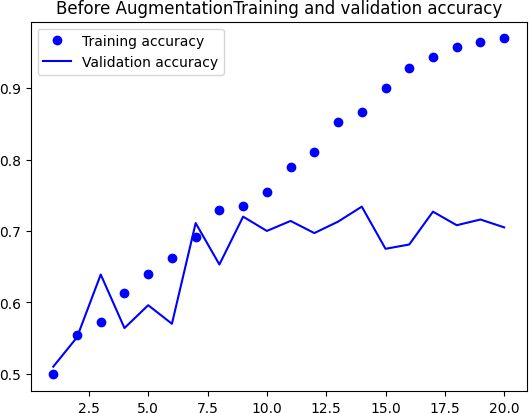 Before AugmentationTraining and validation accuracy
Training accuracy
Validation accuracy
0.9
0.8
0.7
0.6
0.5
2.5 5.0 7.5 10.0 12.5 15.0 17.5 20.0